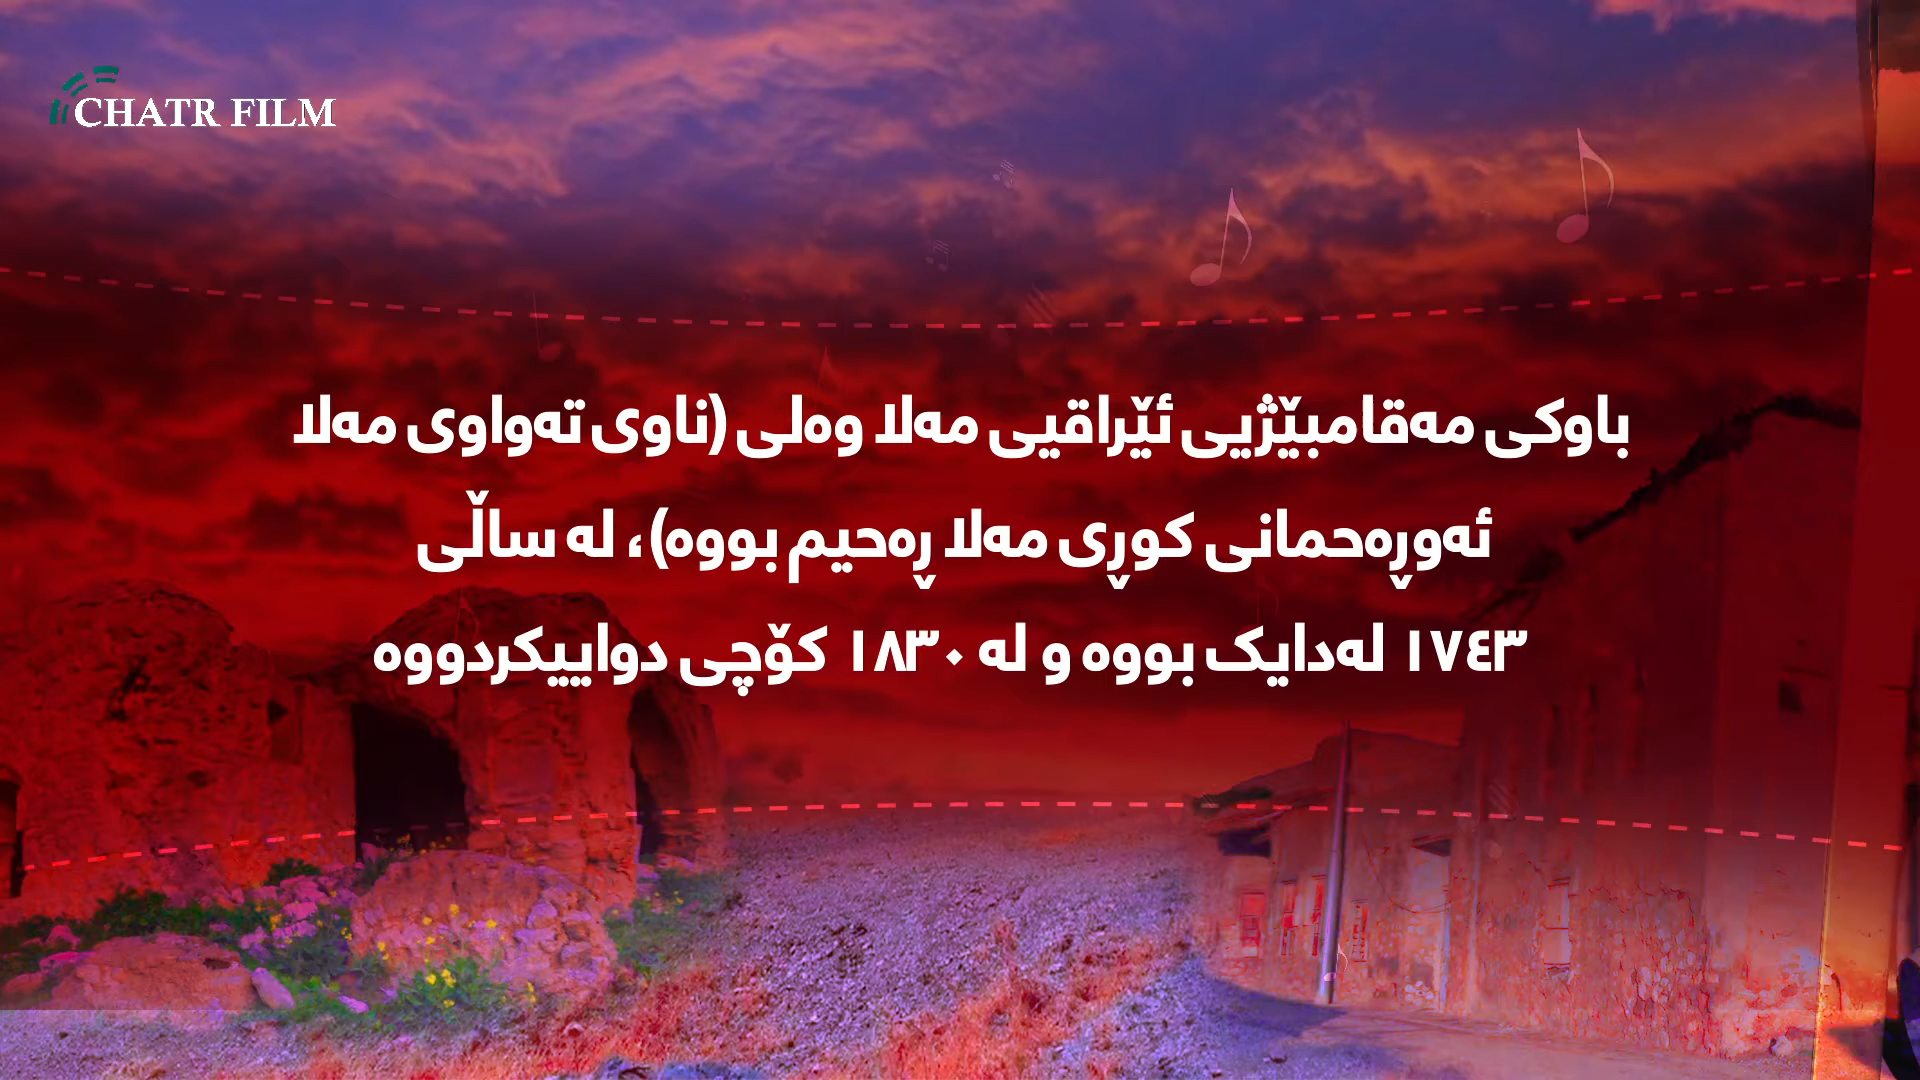 CHATR FILM
باوکی مەقامبێژیی ئێراقیی مەلا وەلی (ناوی تەواوی مەلا
ئەوڕەحمانی کوڕی مەلا ڕەحیم بووە)، لە ساڵی
١٧٤٣ لەدایک بووە و لە ١٨٣٠ کۆچی دواییکردووە